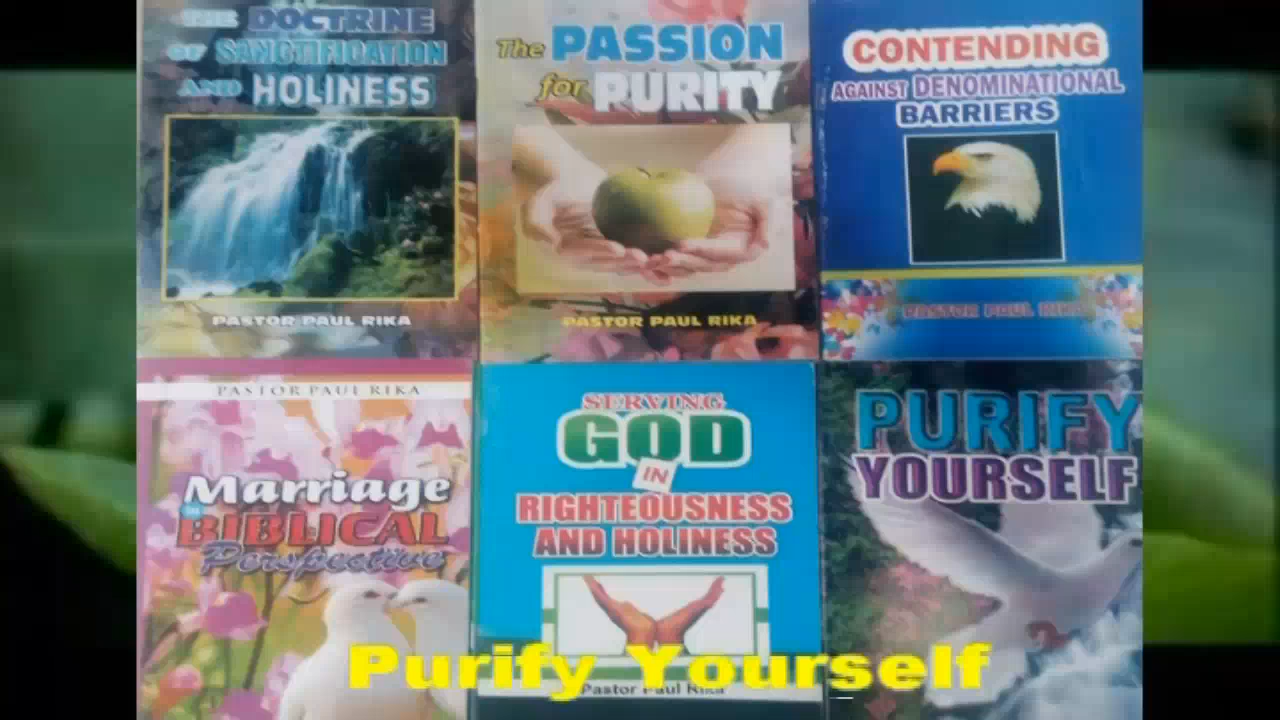 THE DOCTRINE
OF SANCTIFICATION
AND HOLINESS
PASTOR PAUL RIKA
The PASSION
for PURITY
PASTOR PAUL RIKA
CONTENDING
AGAINST DENOMINATIONAL
BARRIERS
PASTOR PAUL RIKA
PASTOR PAUL RIKA
Marriage
in
BIBLICAL
Perspective
SERVING
GOD
IN
RIGHTEOUSNESS
AND HOLINESS
Pastor Paul Rika
PURIFY
YOURSELF
Purify Yourself